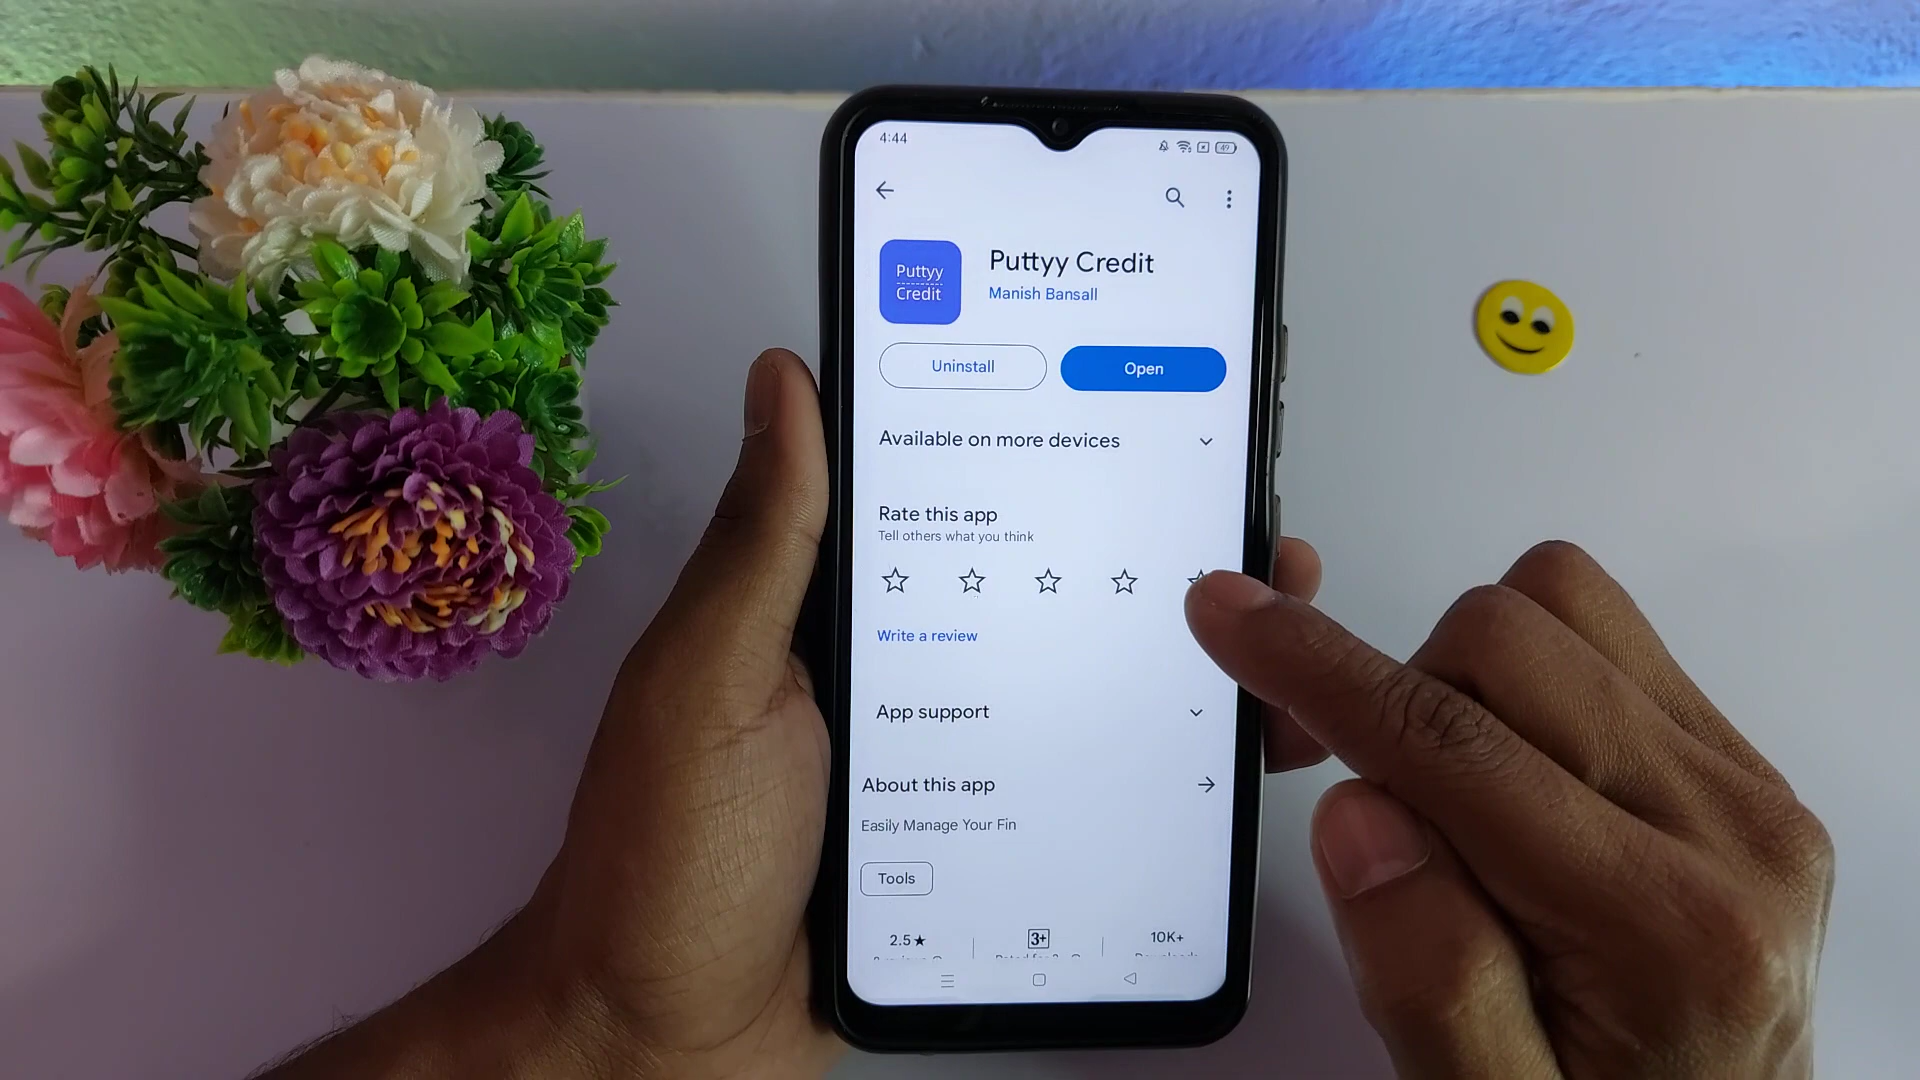 4:44
49
Puttyy
Credit
Puttyy Credit
Manish Bansall
Uninstall
Open
Available on more devices
Rate this app
Tell others what you think
Write a review
App support
About this app
Easily Manage Your Fin
Tools
2.5★
3+
10K+